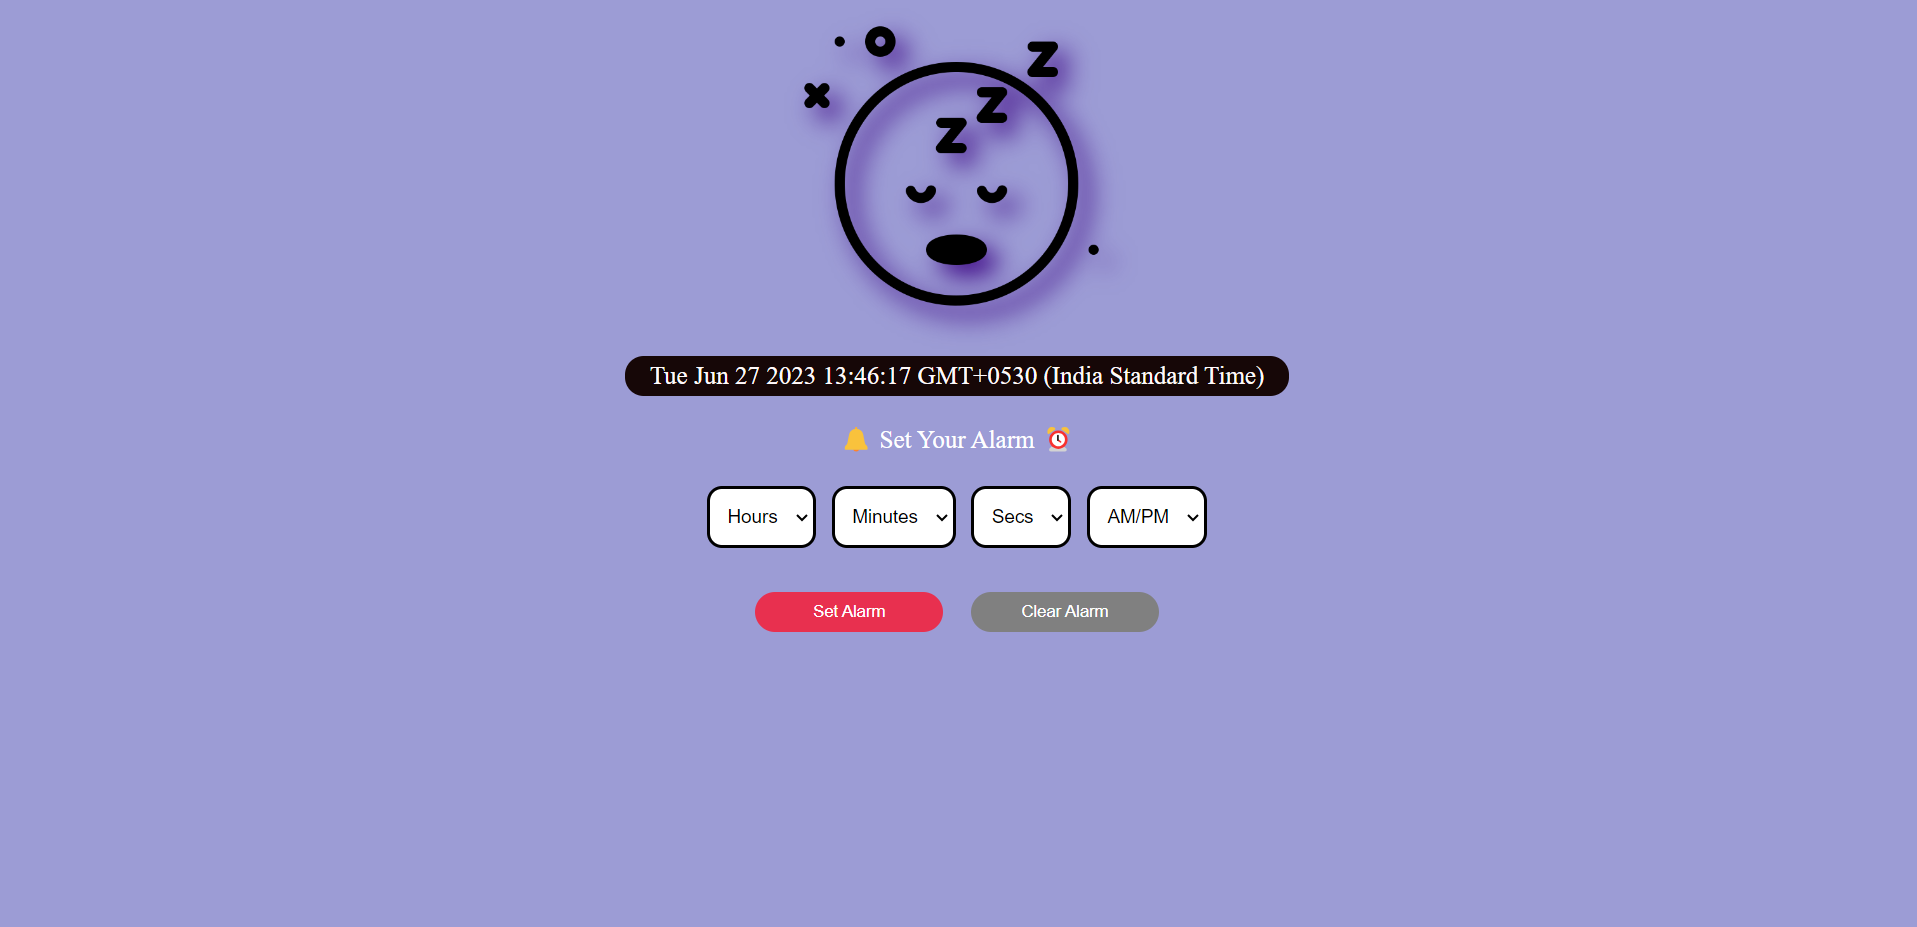 z
z
z
Tue Jun 27 2023 13:46:17 GMT+0530 (India Standard Time)
🔔 Set Your Alarm ⏰
Hours Minutes Secs AM/PM
Set Alarm Clear Alarm